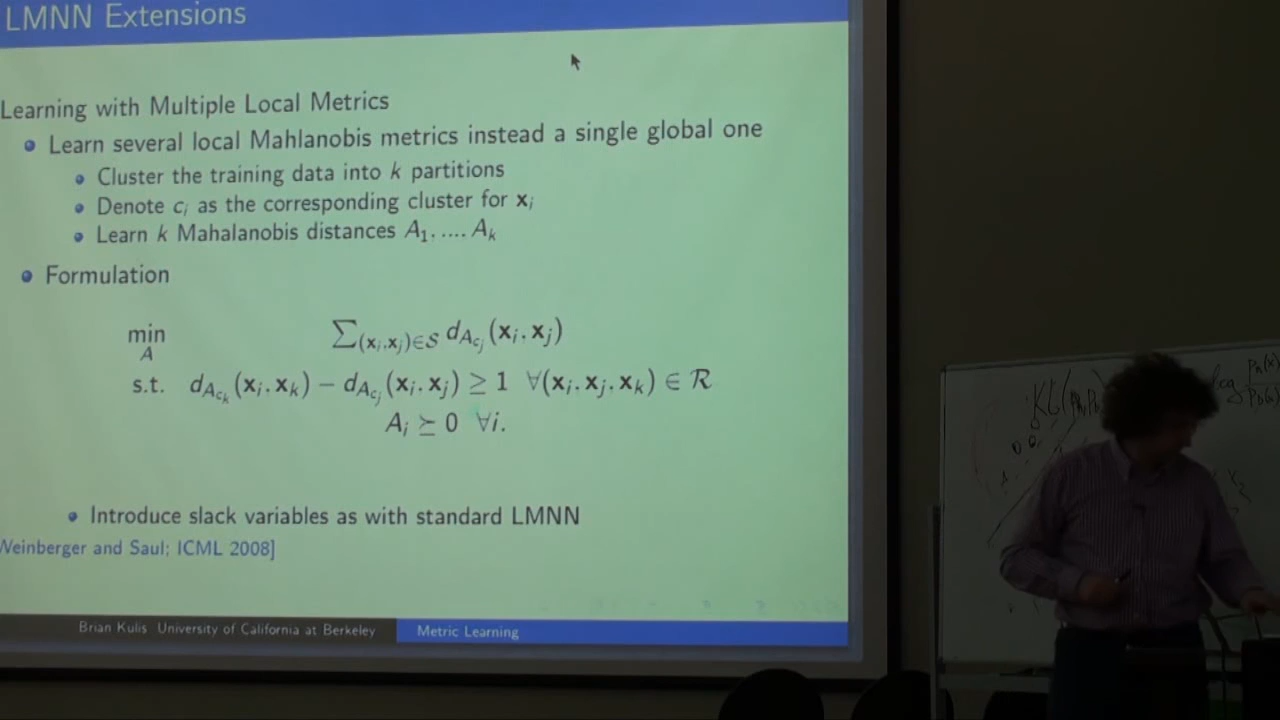 LMNN Extensions
Learning with Multiple Local Metrics
Learn several local Mahlanobis metrics instead a single global one
Cluster the training data into k partitions
Denote c_i as the corresponding cluster for x_i
Learn k Mahalanobis distances A_1, .... A_k
Formulation
min_A ∑_{(x_i,x_j)∈S} d_{A_{c_j}}(x_i, x_j)
s.t. d_{A_{c_k}}(x_i, x_k) − d_{A_{c_j}}(x_i, x_j) ≥ 1 ∀(x_i, x_j, x_k) ∈ R
A_i ⪰ 0 ∀i.
Introduce slack variables as with standard LMNN
Weinberger and Saul; ICML 2008]
Brian Kulis University of California at Berkeley Metric Learning
KL(
log